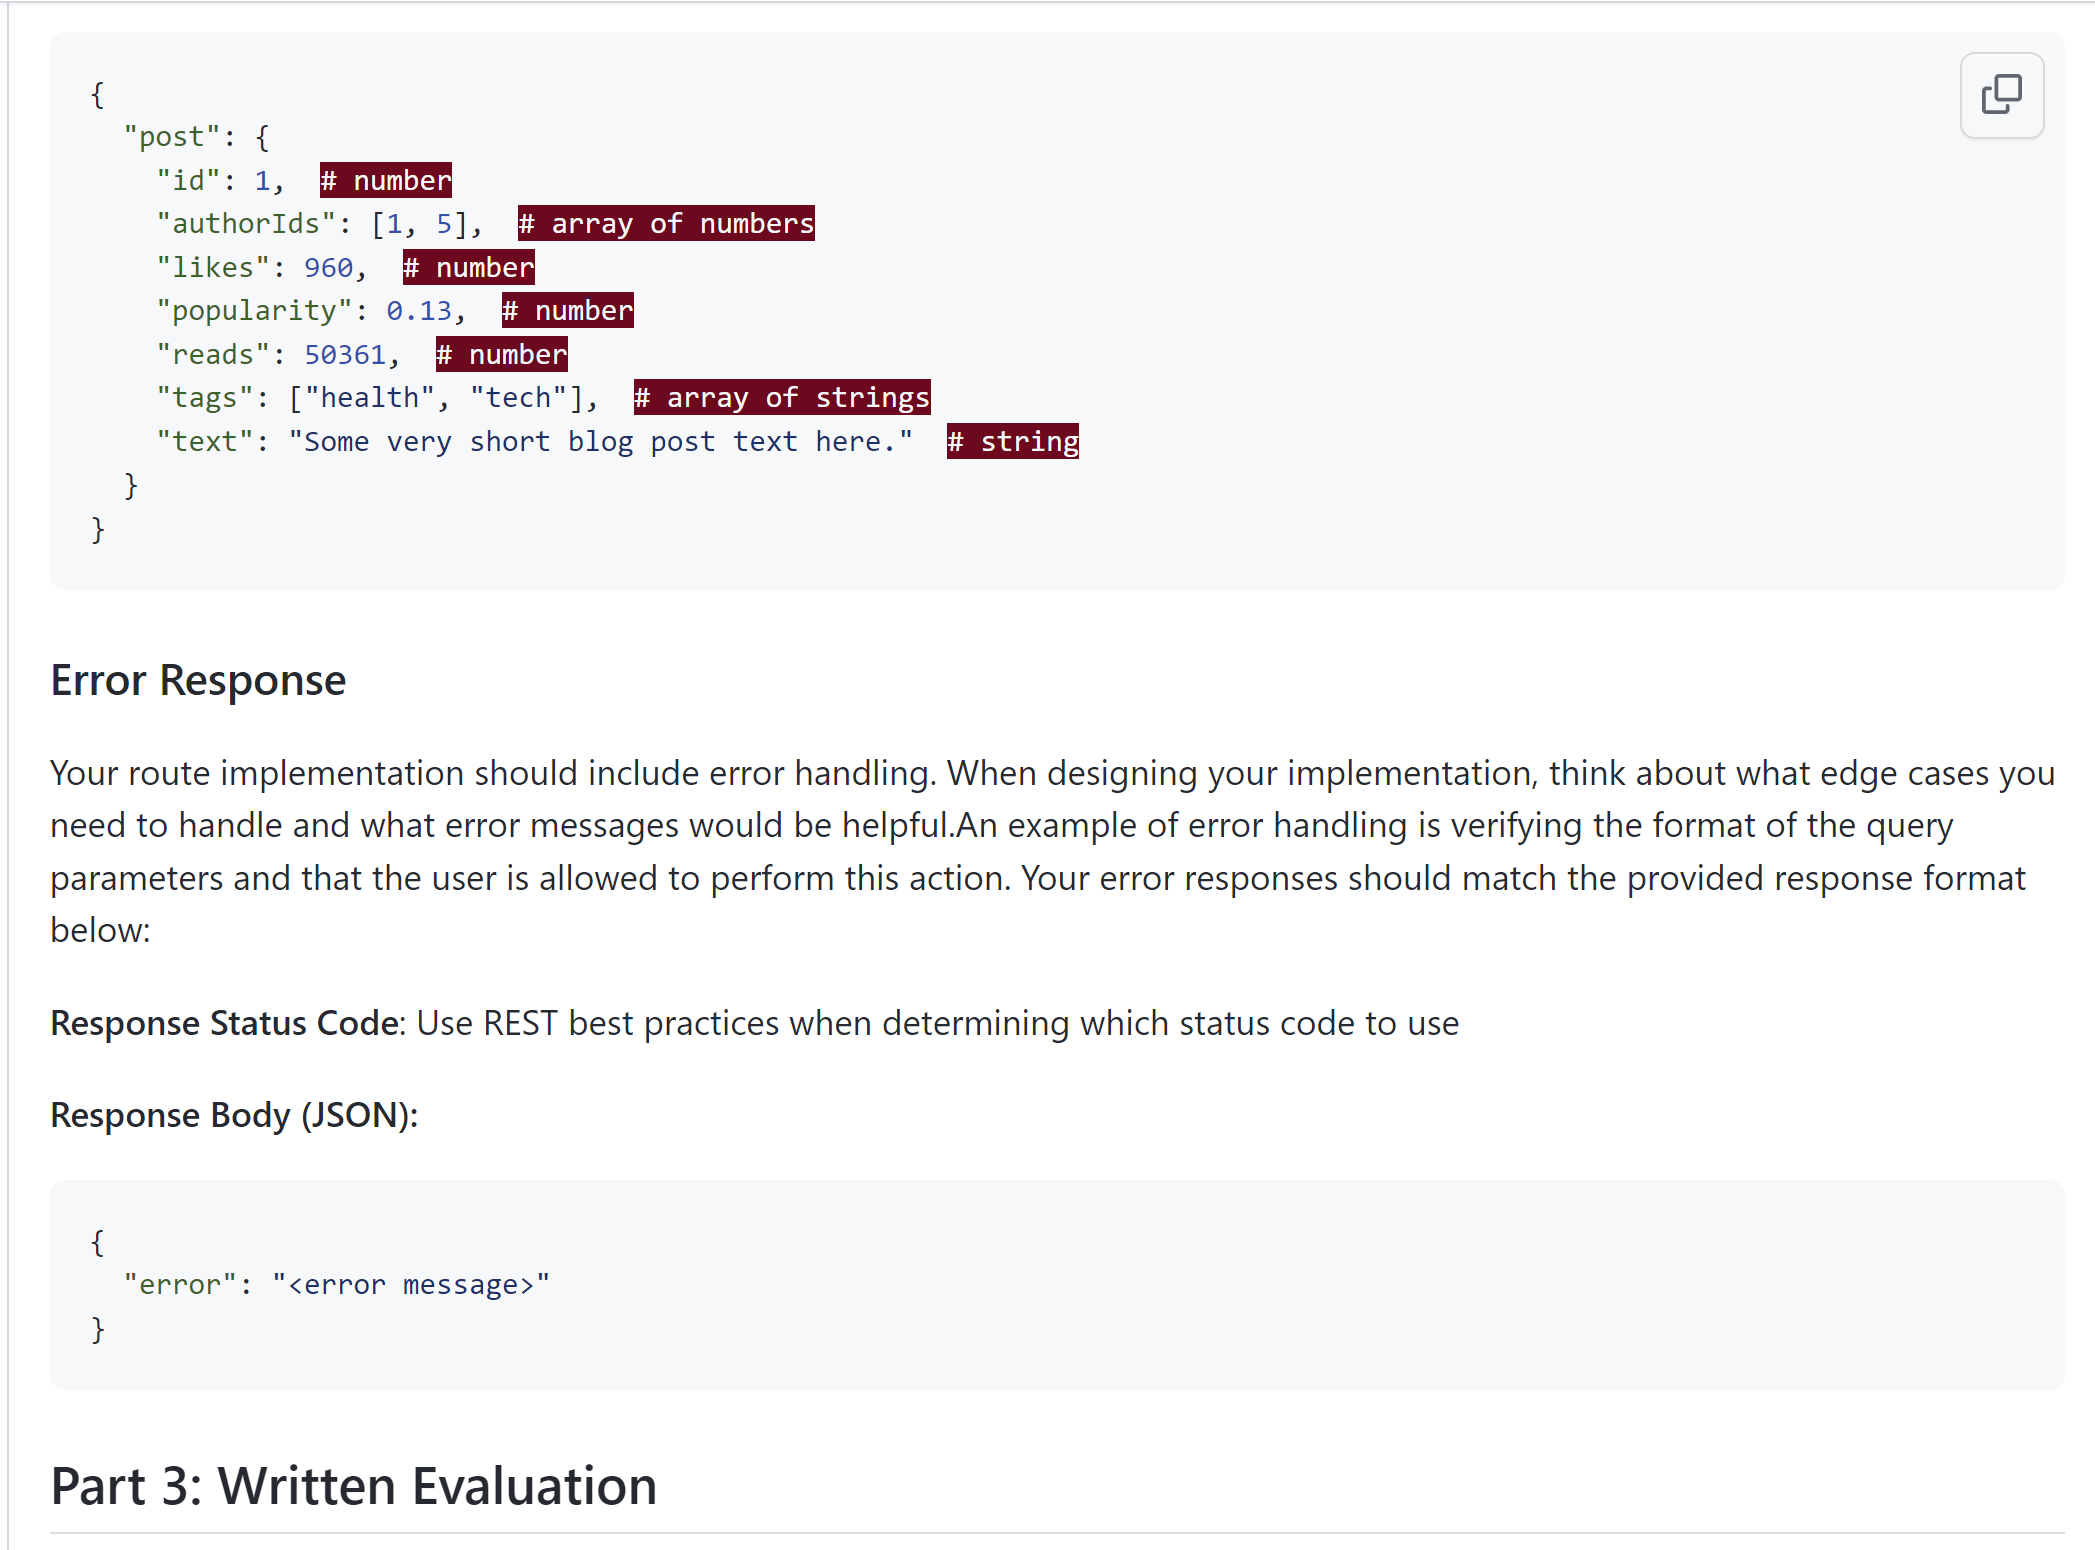 {
  "post": {
    "id": 1,  # number
    "authorIds": [1, 5],  # array of numbers
    "likes": 960,  # number
    "popularity": 0.13,  # number
    "reads": 50361,  # number
    "tags": ["health", "tech"],  # array of strings
    "text": "Some very short blog post text here."  # string
  }
}
Error Response
Your route implementation should include error handling. When designing your implementation, think about what edge cases you
need to handle and what error messages would be helpful.An example of error handling is verifying the format of the query
parameters and that the user is allowed to perform this action. Your error responses should match the provided response format
below:
Response Status Code: Use REST best practices when determining which status code to use
Response Body (JSON):
{
  "error": "<error message>"
}
Part 3: Written Evaluation